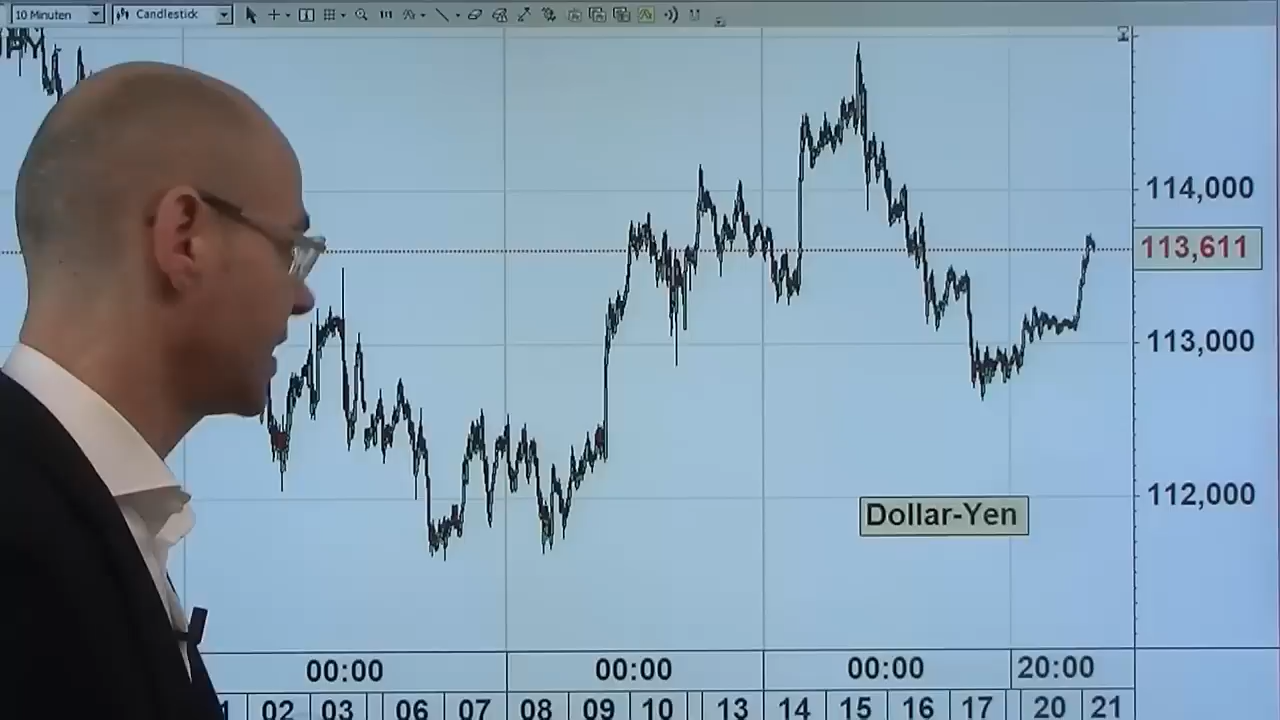 10 Minuten
Candlestick
PY
114,000
113,611
113,000
112,000
Dollar-Yen
00:00 00:00 00:00 20:00
02 03 06 07 08 09 10 13 14 15 16 17 20 21